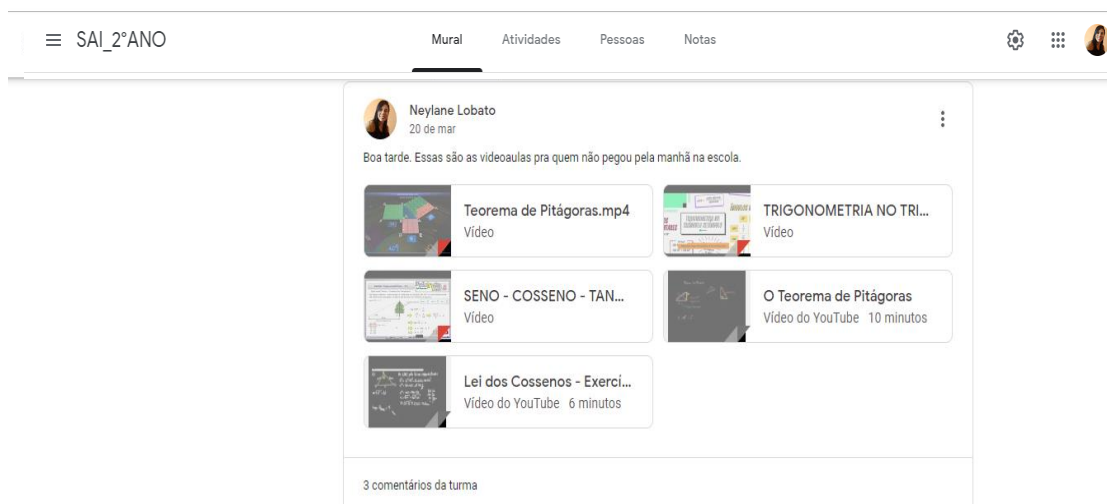 SAI_2°ANO
Mural Atividades Pessoas Notas
Neylane Lobato
20 de mar
Boa tarde. Essas são as videoaulas pra quem não pegou pela manhã na escola.
Teorema de Pitágoras.mp4
Vídeo
TRIGONOMETRIA NO TRI...
Vídeo
SENO - COSSENO - TAN...
Vídeo
O Teorema de Pitágoras
Vídeo do YouTube 10 minutos
Lei dos Cossenos - Exercí...
Vídeo do YouTube 6 minutos
3 comentários da turma